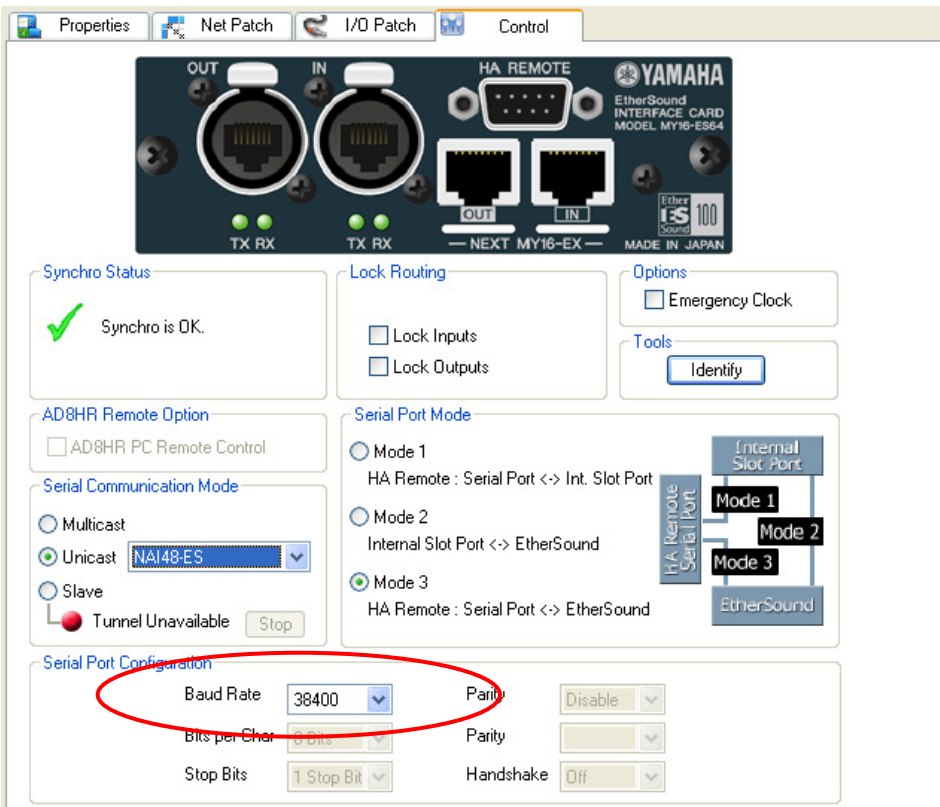 Properties
Net Patch
I/O Patch
Control
OUT
IN
HA REMOTE
YAMAHA
EtherSound
INTERFACE CARD
MODEL MY16-ES64
OUT
IN
Ether
ES 100
Sound
TX RX
TX RX
NEXT MY16-EX
MADE IN JAPAN
Synchro Status
Synchro is OK.
Lock Routing
Lock Inputs
Lock Outputs
Options
Emergency Clock
Tools
Identify
AD8HR Remote Option
AD8HR PC Remote Control
Serial Communication Mode
Multicast
Unicast NAI48-ES
Slave
Tunnel Unavailable Stop
Serial Port Mode
Mode 1
HA Remote : Serial Port <-> Int. Slot Port
Mode 2
Internal Slot Port <-> EtherSound
Mode 3
HA Remote : Serial Port <-> EtherSound
Internal
Slot Port
HA Remote
Serial Port
Mode 1
Mode 2
Mode 3
EtherSound
Serial Port Configuration
Baud Rate 38400
Parity Disable
Bits per Char 8 Bits
Parity
Stop Bits 1 Stop Bit
Handshake Off